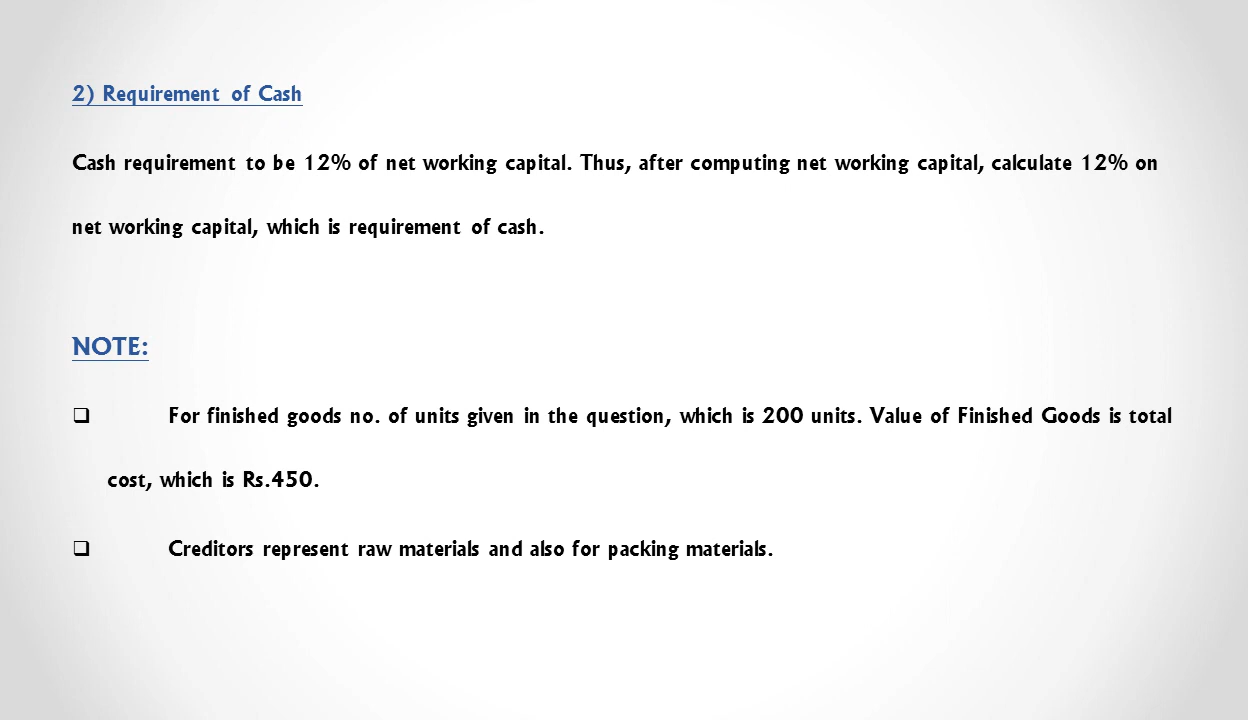 2) Requirement of Cash
Cash requirement to be 12% of net working capital. Thus, after computing net working capital, calculate 12% on
net working capital, which is requirement of cash.
NOTE:
❑ For finished goods no. of units given in the question, which is 200 units. Value of Finished Goods is total
cost, which is Rs.450.
❑ Creditors represent raw materials and also for packing materials.